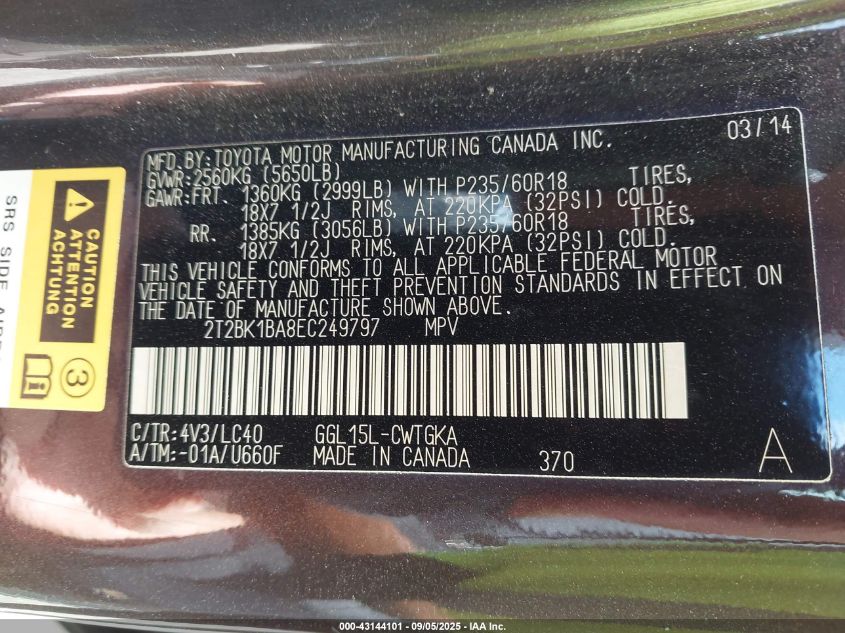 03/14
MFD. BY: TOYOTA MOTOR MANUFACTURING CANADA INC.
GVWR: 2560KG (5650LB)
GAWR: FRT. 1360KG (2999LB) WITH P235/60R18 TIRES,
18X7 1/2J RIMS, AT 220KPA (32PSI) COLD.
RR. 1385KG (3056LB) WITH P235/60R18 TIRES,
18X7 1/2J RIMS, AT 220KPA (32PSI) COLD.
THIS VEHICLE CONFORMS TO ALL APPLICABLE FEDERAL MOTOR
VEHICLE SAFETY AND THEFT PREVENTION STANDARDS IN EFFECT ON
THE DATE OF MANUFACTURE SHOWN ABOVE.
2T2BK1BA8EC249797 MPV
C/TR: 4V3/LC40 GGL15L-CWTGKA
A/TM: -01A/U660F MADE IN CANADA 370 A
CAUTION
ATTENTION
ACHTUNG
3
SRS SIDE
000-43144101 - 09/05/2025 - IAA Inc.